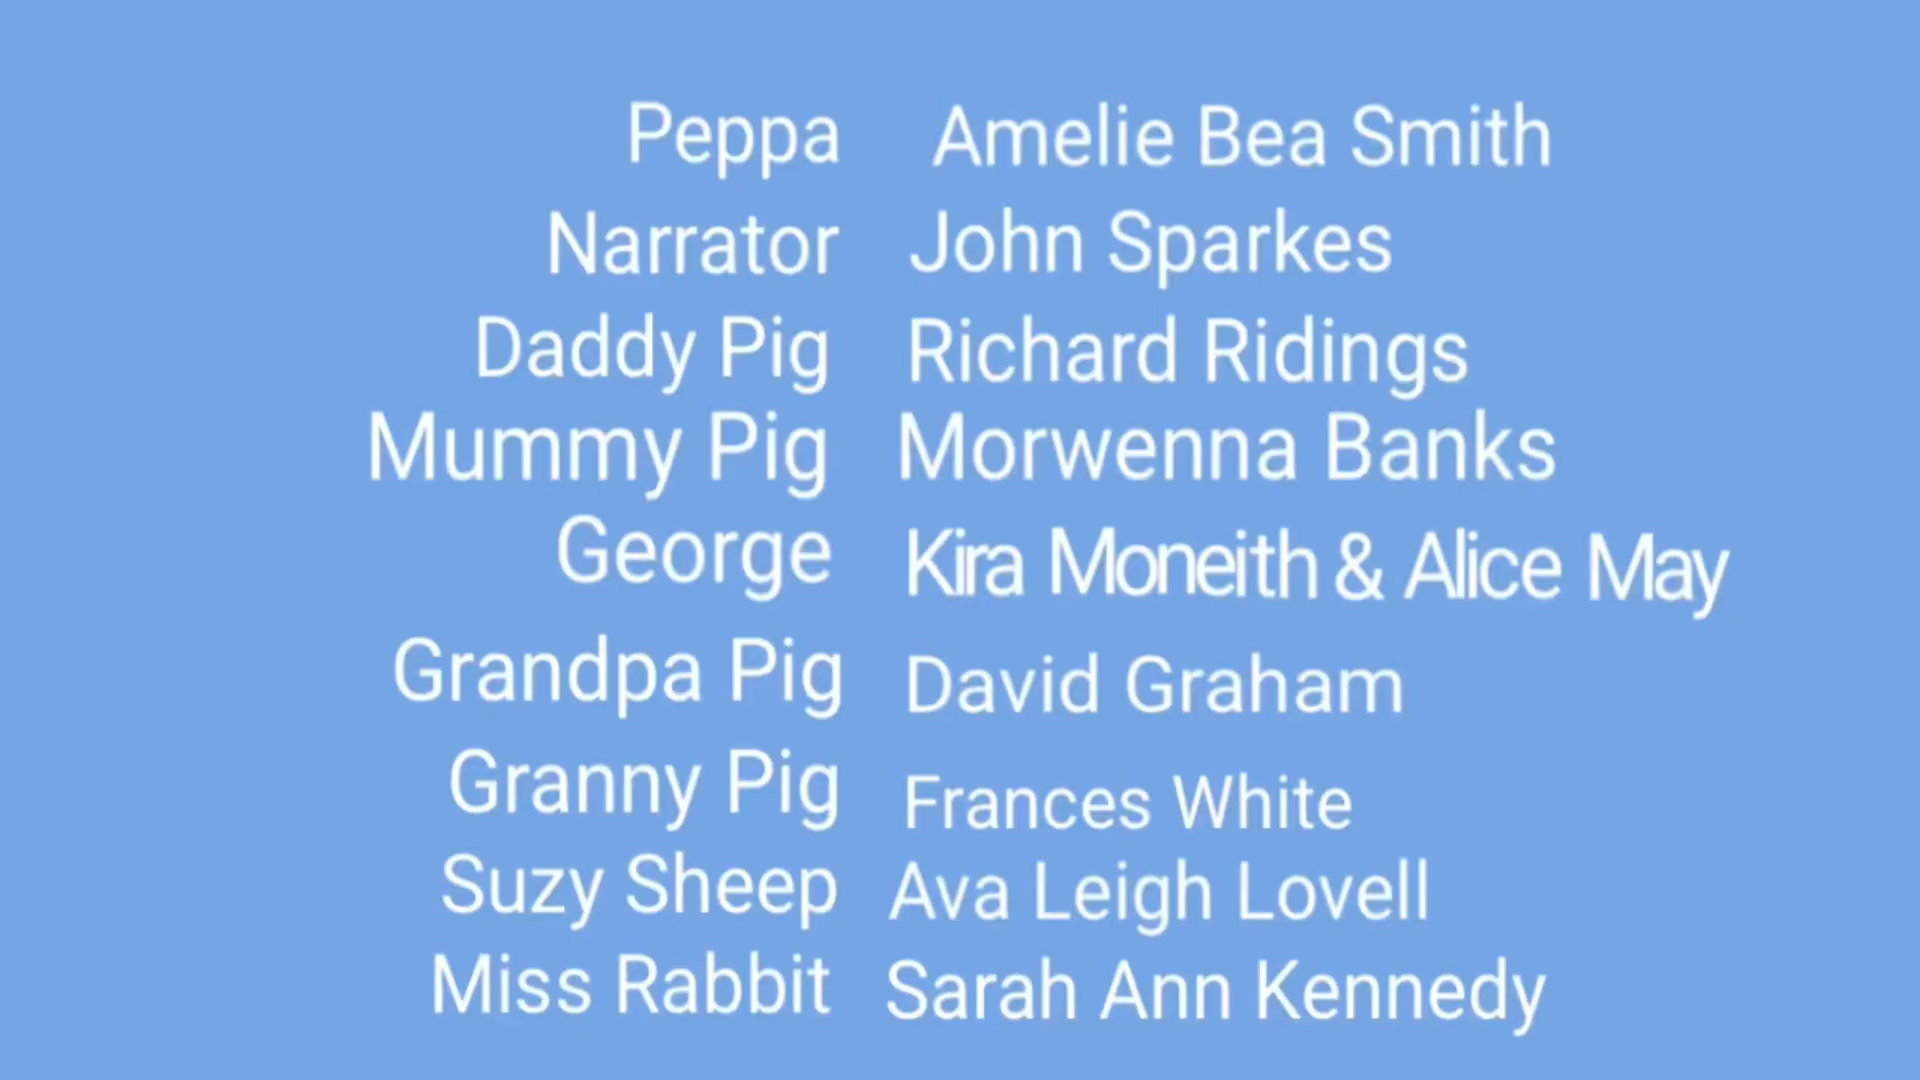 Peppa Amelie Bea Smith
Narrator John Sparkes
Daddy Pig Richard Ridings
Mummy Pig Morwenna Banks
George Kira Moneith & Alice May
Grandpa Pig David Graham
Granny Pig Frances White
Suzy Sheep Ava Leigh Lovell
Miss Rabbit Sarah Ann Kennedy